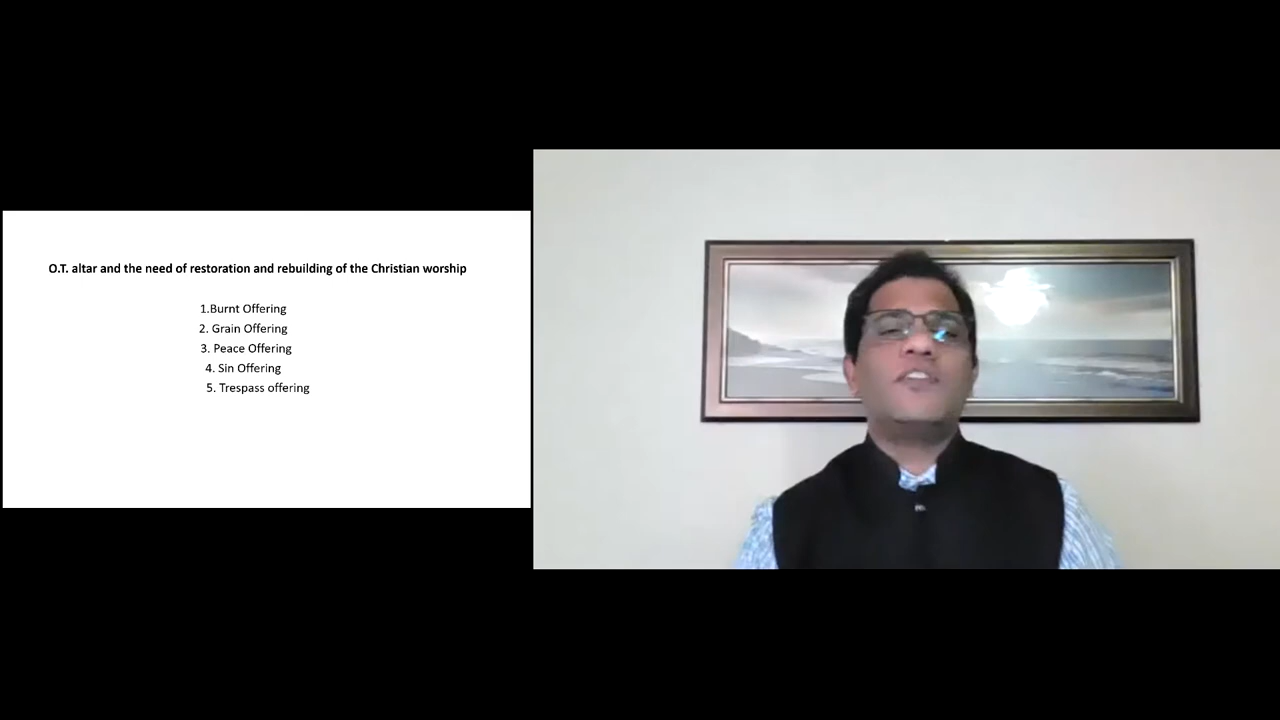 O.T. altar and the need of restoration and rebuilding of the Christian worship
1.Burnt Offering
2. Grain Offering
3. Peace Offering
4. Sin Offering
5. Trespass offering